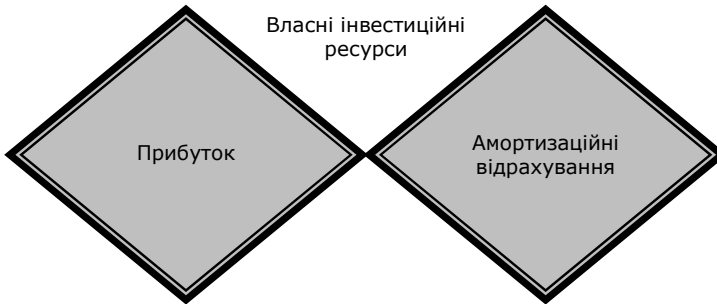 Власні інвестиційні
ресурси
Прибуток
Амортизаційні
відрахування